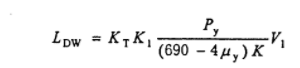 L_DW = K_T K_1 P_y / (690 − 4μ_y) K V_1